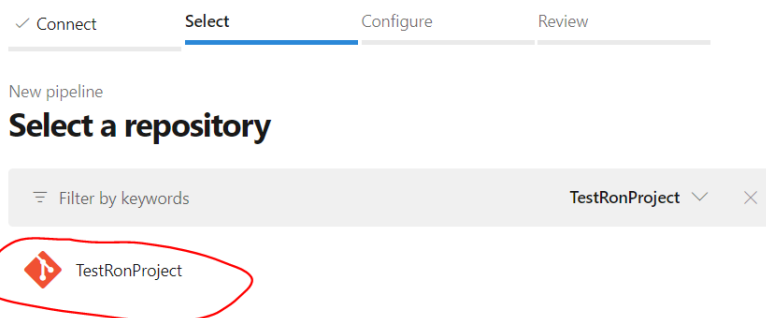 Connect Select Configure Review
New pipeline
Select a repository
Filter by keywords TestRonProject
TestRonProject